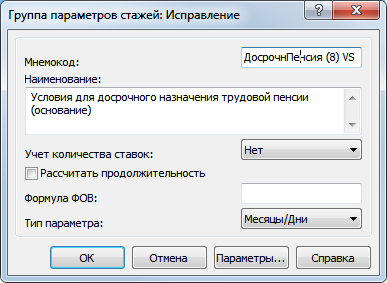 Группа параметров стажей: Исправление
Мнемокод: ДосрочнПенсия (8) VS
Наименование:
Условия для досрочного назначения трудовой пенсии
(основание)
Учет количества ставок: Нет
Рассчитать продолжительность
Формула ФОВ:
Тип параметра: Месяцы/Дни
ОК Отмена Параметры... Справка